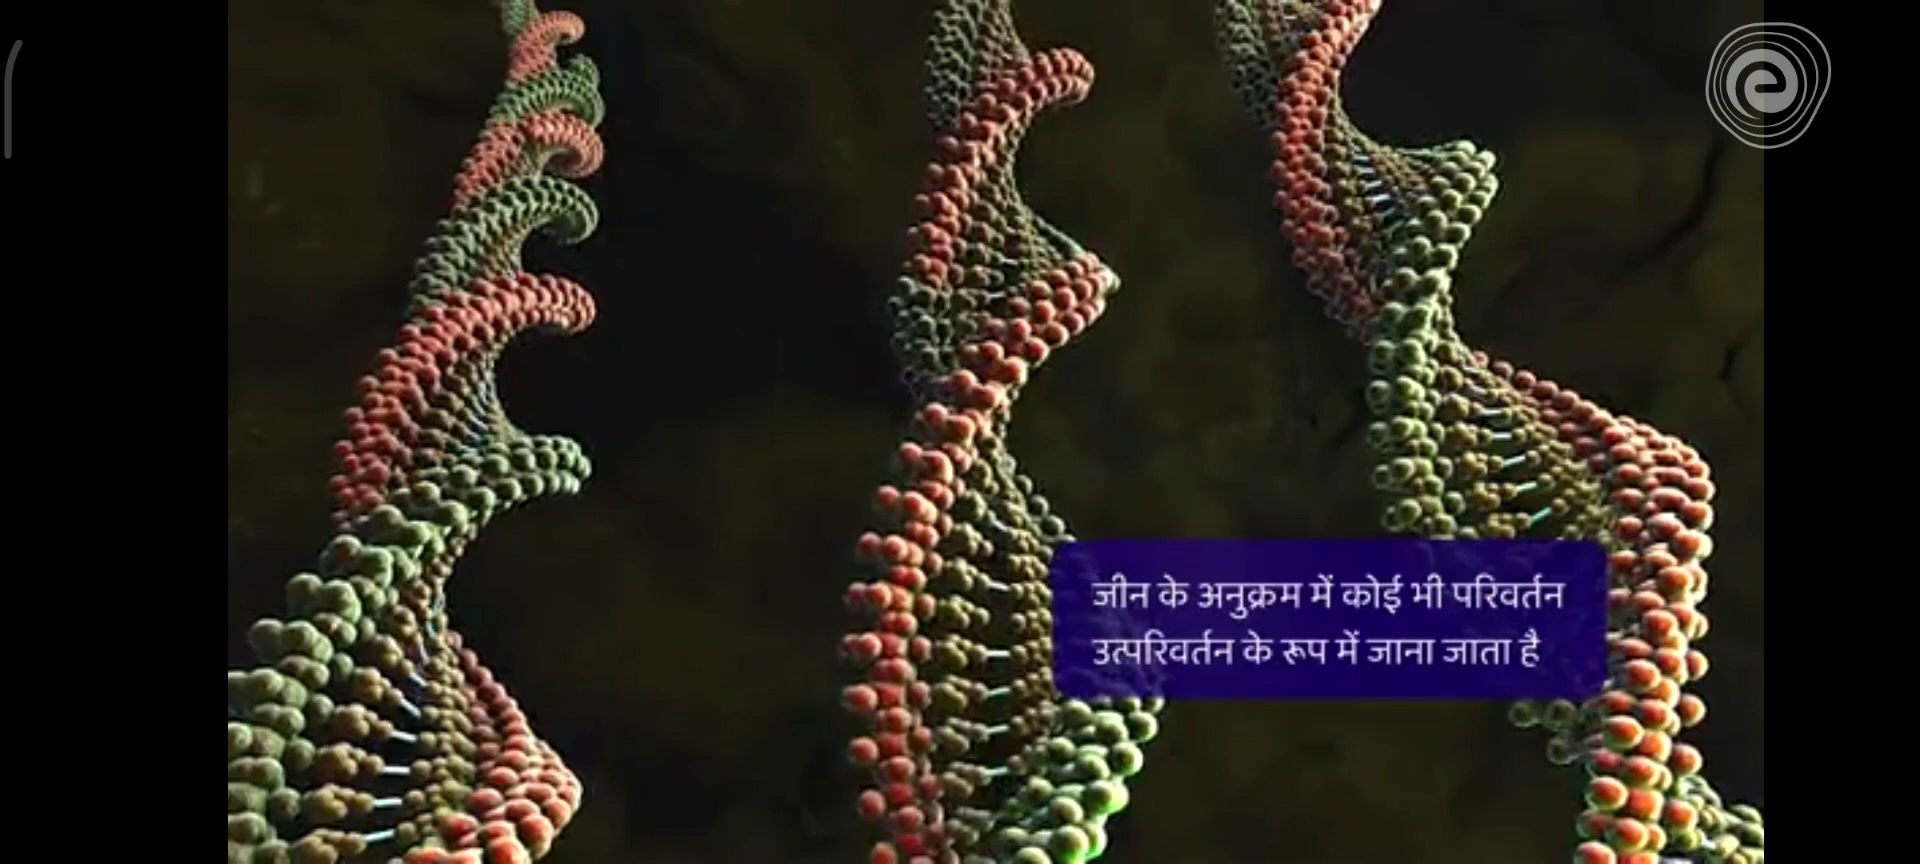 जीन के अनुक्रम में कोई भी परिवर्तन
उत्परिवर्तन के रूप में जाना जाता है